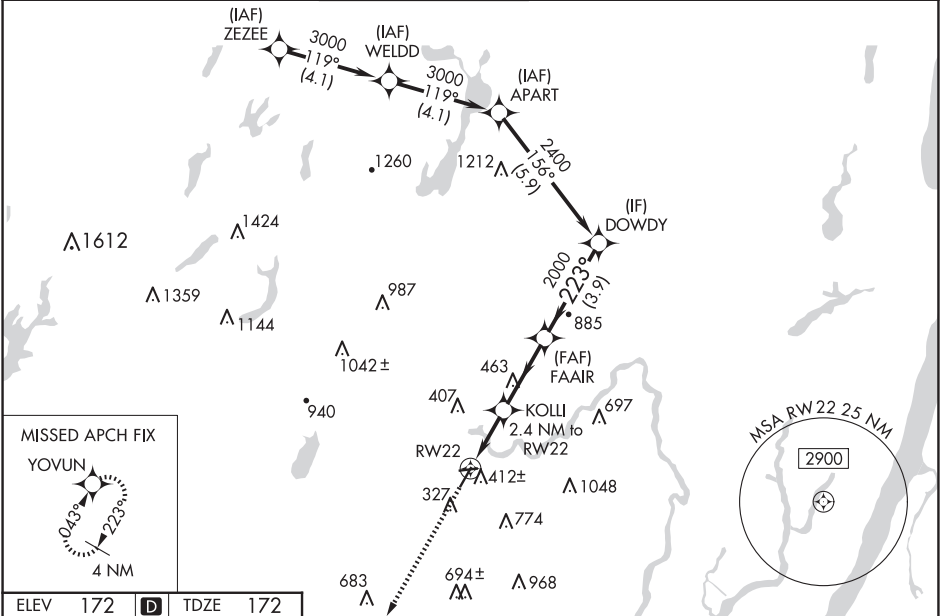 (IAF)
ZEZEE
3000
119°
(4.1)
(IAF)
WELDD
3000
119°
(4.1)
(IAF)
APART
2400
156°
(5.9)
1260
1212
(IF)
DOWDY
1424
1612
2000
223°
(3.9)
1359
987
885
1144
1042 ±
(FAF)
FAAIR
463
940
407
KOLLI
2.4 NM to
RW22
697
RW22
412±
1048
327
774
683
694 ±
968
MSA RW22 25 NM
2900
MISSED APCH FIX
YOVUN
043°
223°
4 NM
ELEV 172 D TDZE 172